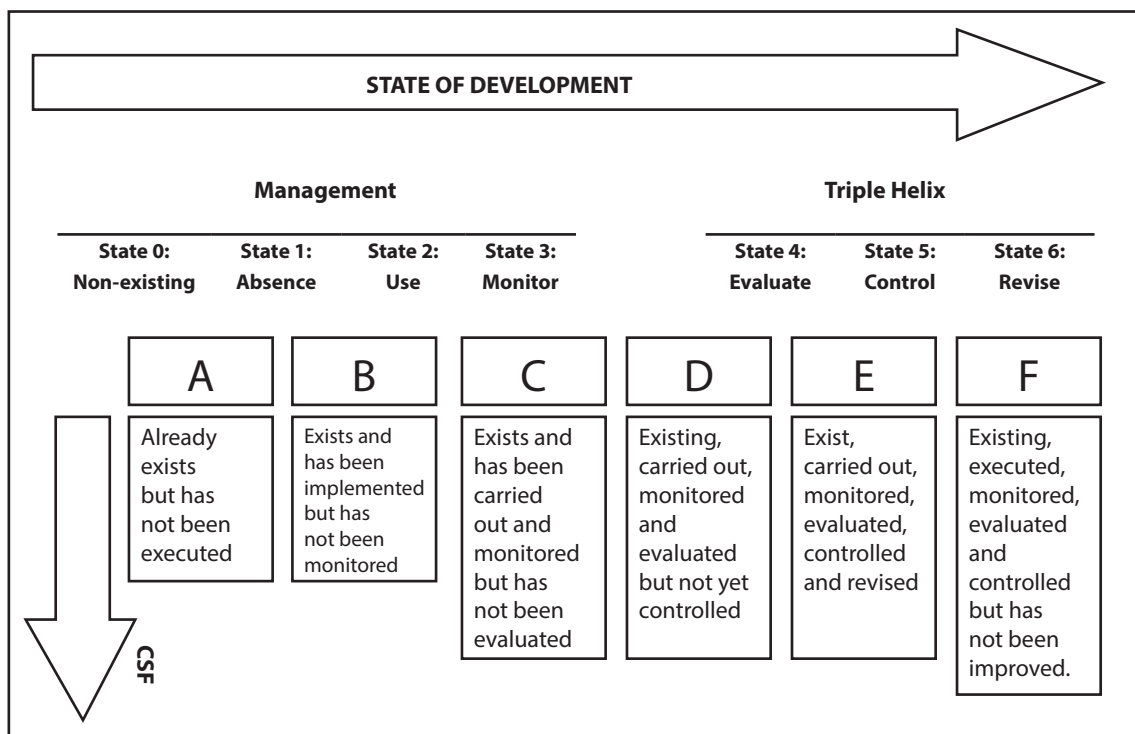 STATE OF DEVELOPMENT
Management
Triple Helix
State 0:
Non-existing
State 1:
Absence
State 2:
Use
State 3:
Monitor
State 4:
Evaluate
State 5:
Control
State 6:
Revise
A
Already
exists
but has
not been
executed
B
Exists and
has been
implemented
but has
not been
monitored
C
Exists and
has been
carried
out and
monitored
but has
not been
evaluated
D
Existing,
carried out,
monitored
and
evaluated
but not yet
controlled
E
Exist,
carried out,
monitored,
evaluated,
controlled
and revised
F
Existing,
executed,
monitored,
evaluated
and
controlled
but has
not been
improved.
CSF